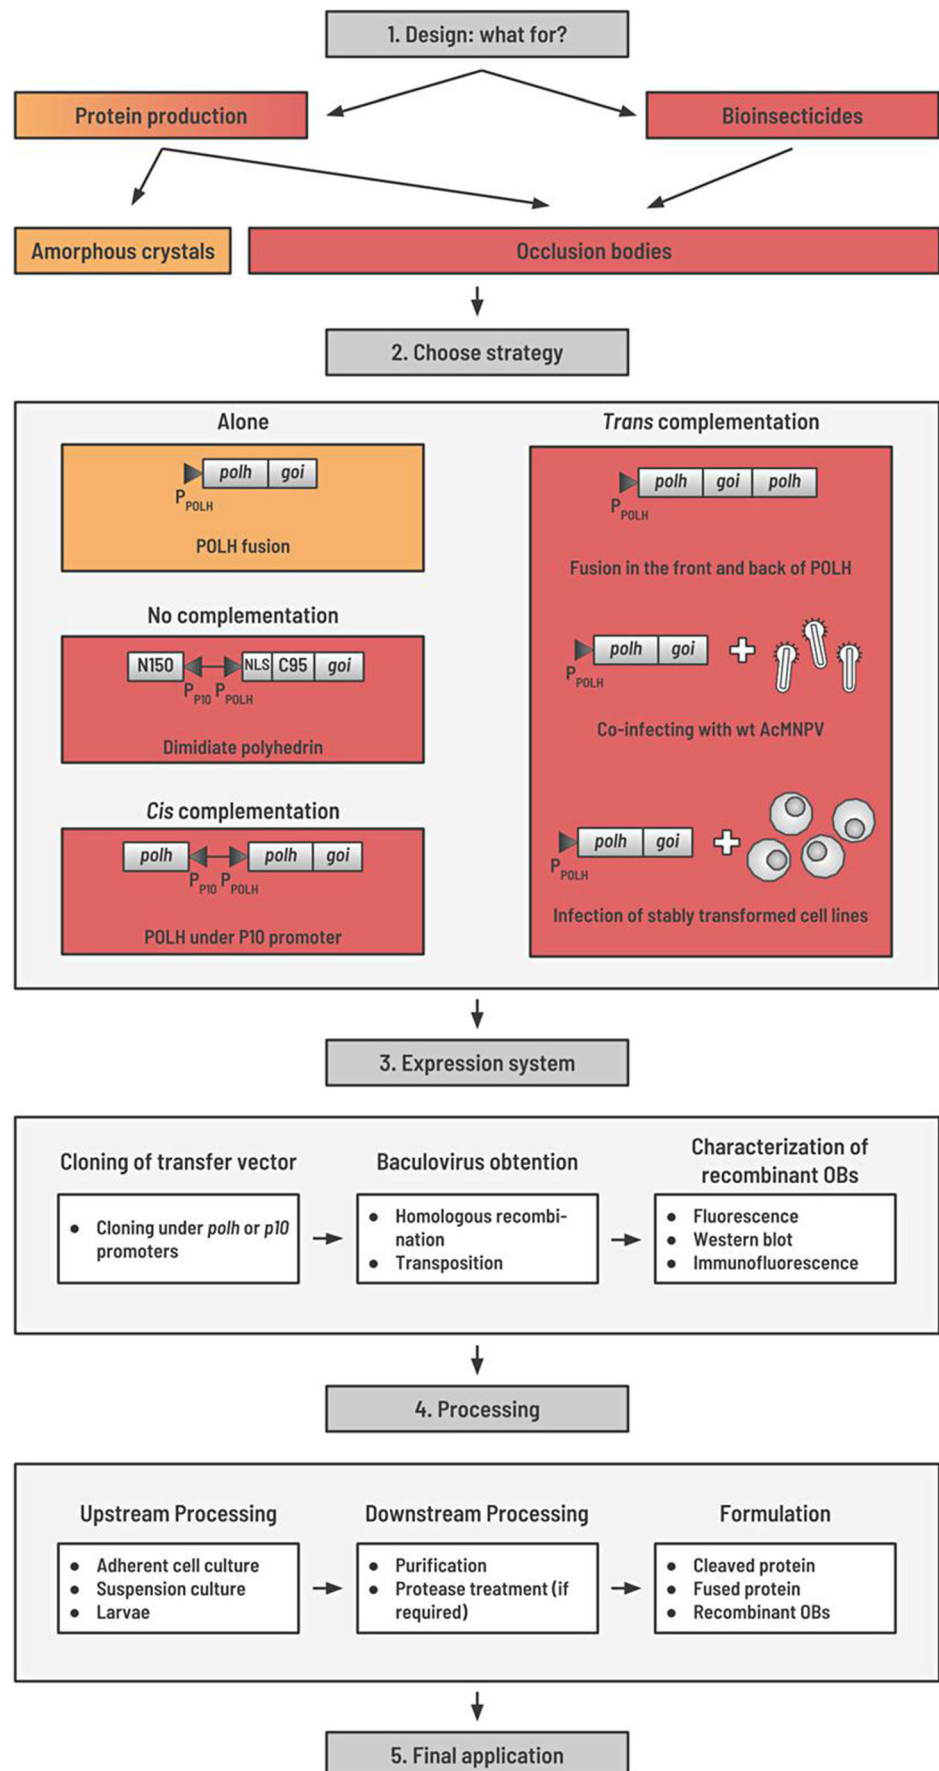 1. Design: what for?
Protein production
Bioinsecticides
Amorphous crystals
Occlusion bodies
2. Choose strategy
Alone
polh goi
PPOLH
POLH fusion
No complementation
N150 NLS C95 goi
PP10 PPOLH
Dimidiate polyhedrin
Cis complementation
polh polh goi
PP10 PPOLH
POLH under P10 promoter
Trans complementation
polh goi polh
PPOLH
Fusion in the front and back of POLH
polh goi +
PPOLH
Co-infecting with wt AcMNPV
polh goi +
PPOLH
Infection of stably transformed cell lines
3. Expression system
Cloning of transfer vector
● Cloning under polh or p10
promoters
Baculovirus obtention
● Homologous recombi-
nation
● Transposition
Characterization of
recombinant OBs
● Fluorescence
● Western blot
● Immunofluorescence
4. Processing
Upstream Processing
● Adherent cell culture
● Suspension culture
● Larvae
Downstream Processing
● Purification
● Protease treatment (if
required)
Formulation
● Cleaved protein
● Fused protein
● Recombinant OBs
5. Final application